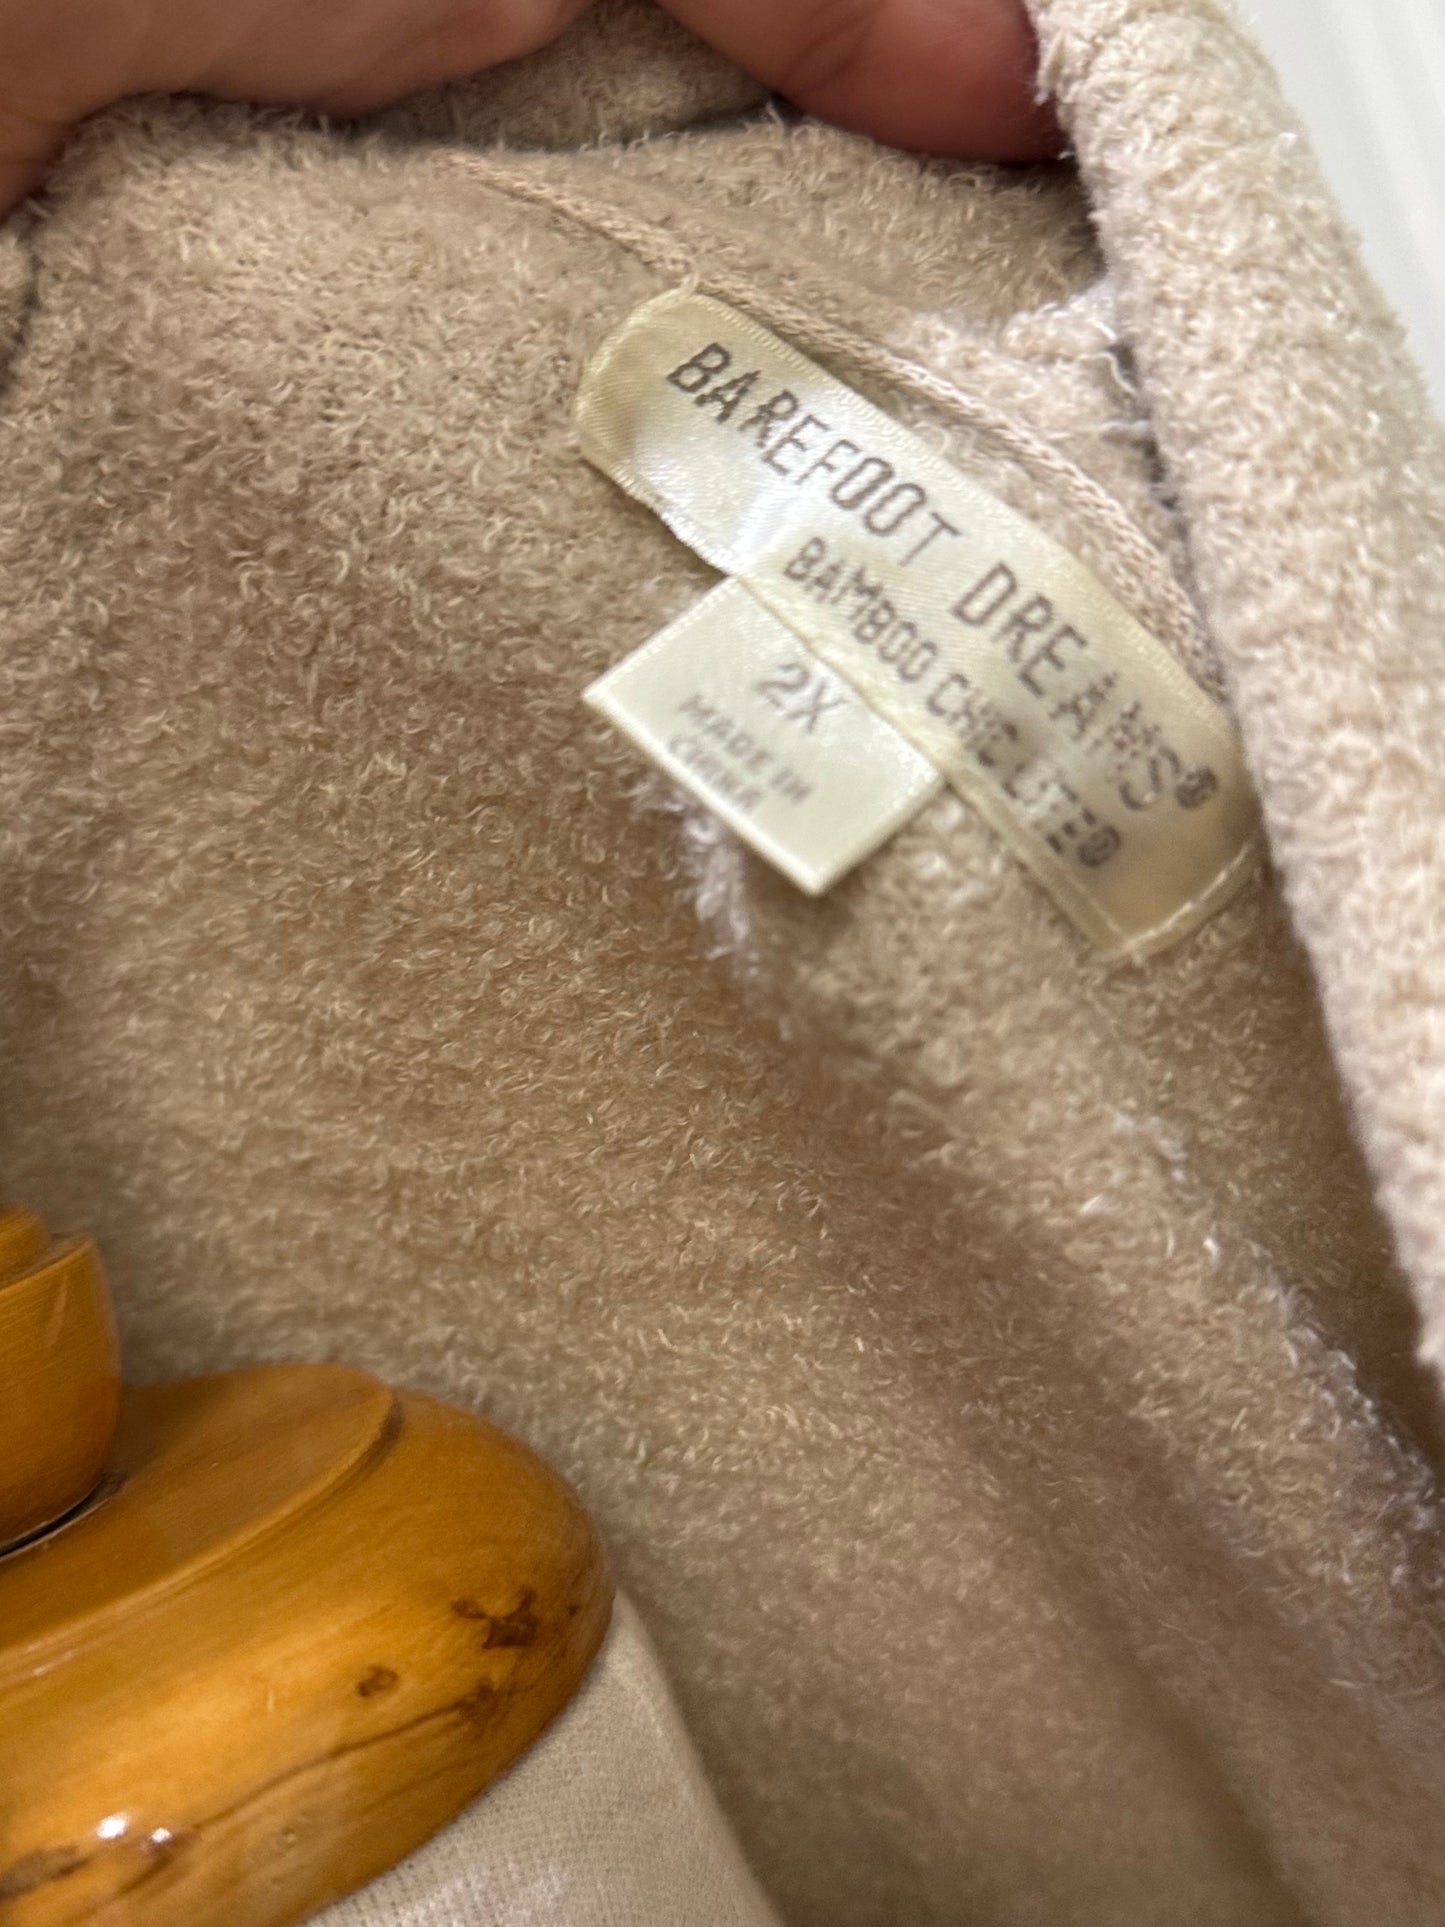 BAREFOOT DREAMS®
BAMBOO CHIC LITE®
2X
MADE IN
CHINA